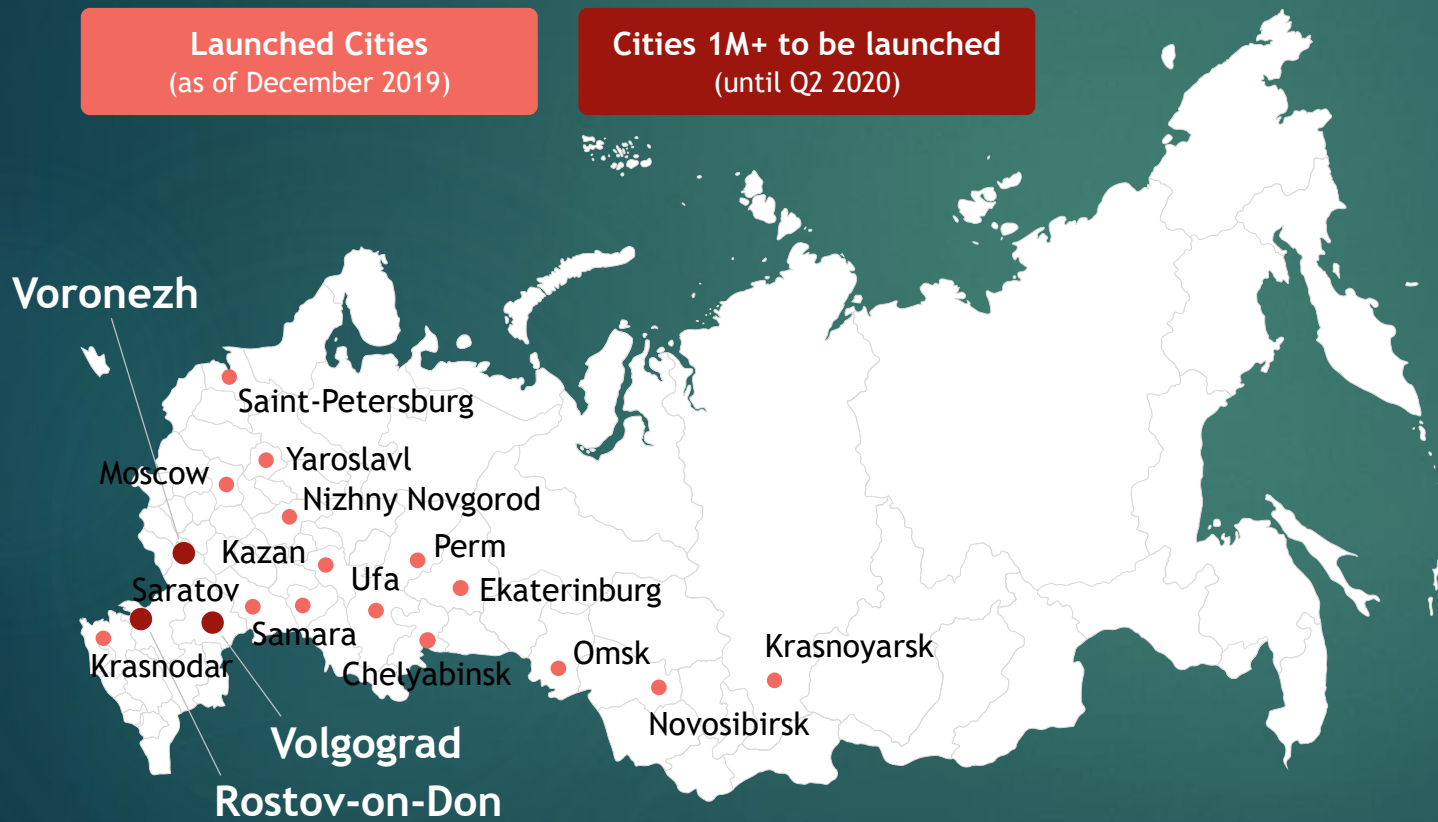 Launched Cities
(as of December 2019)
Cities 1M+ to be launched
(until Q2 2020)
Voronezh
Saint-Petersburg
Yaroslavl
Moscow
Nizhny Novgorod
Kazan
Perm
Ufa
Saratov
Ekaterinburg
Samara
Krasnodar
Chelyabinsk
Omsk
Krasnoyarsk
Novosibirsk
Volgograd
Rostov-on-Don